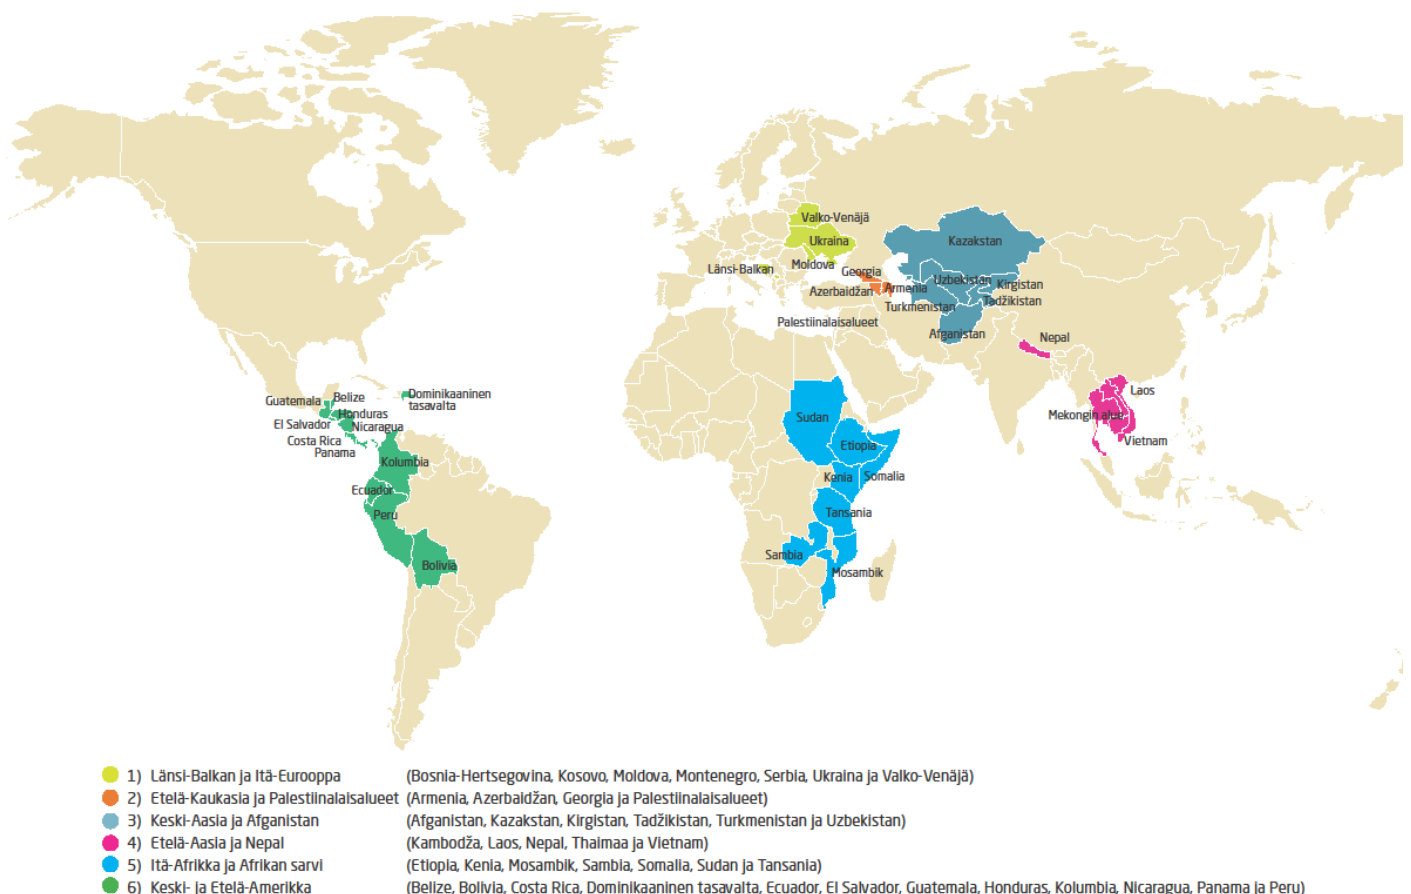 Valko-Venäjä
Ukraina
Kazakstan
Moldova
Länsi-Balkan
Georgia
Uzbekistan
Kirgistan
Azerbaidžan
Armenia
Tadžikistan
Turkmenistan
Palestiinalaisalueet
Afganistan
Nepal
Dominikaaninen
tasavalta
Guatemala
Belize
Honduras
El Salvador
Nicaragua
Costa Rica
Panama
Laos
Mekongin alue
Vietnam
Sudan
Etiopia
Kolumbia
Kenia
Somalia
Ecuador
Peru
Tansania
Sambia
Bolivia
Mosambik
1) Länsi-Balkan ja Itä-Eurooppa (Bosnia-Hertsegovina, Kosovo, Moldova, Montenegro, Serbia, Ukraina ja Valko-Venäjä)
2) Etelä-Kaukasia ja Palestiinalaisalueet (Armenia, Azerbaidžan, Georgia ja Palestiinalaisalueet)
3) Keski-Aasia ja Afganistan (Afganistan, Kazakstan, Kirgistan, Tadžikistan, Turkmenistan ja Uzbekistan)
4) Etelä-Aasia ja Nepal (Kambodža, Laos, Nepal, Thaimaa ja Vietnam)
5) Itä-Afrikka ja Afrikan sarvi (Etiopia, Kenia, Mosambik, Sambia, Somalia, Sudan ja Tansania)
6) Keski- ja Etelä-Amerikka (Belize, Bolivia, Costa Rica, Dominikaaninen tasavalta, Ecuador, El Salvador, Guatemala, Honduras, Kolumbia, Nicaragua, Panama ja Peru)